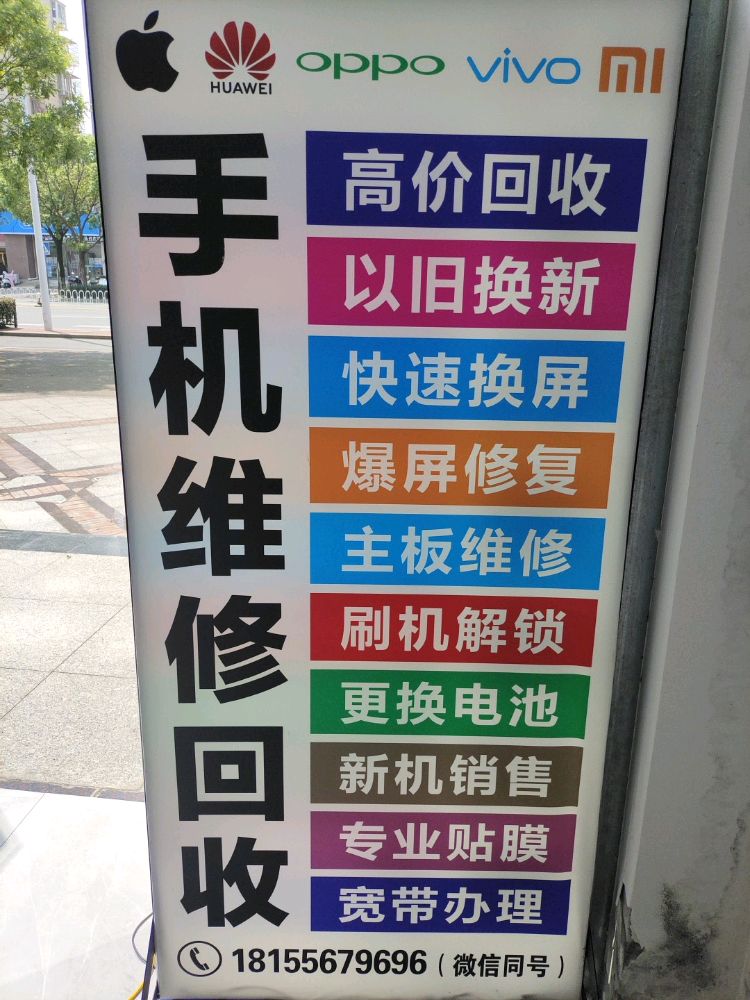 HUAWEI
oppo
vivo
mi
手机维修回收
高价回收
以旧换新
快速换屏
爆屏修复
主板维修
刷机解锁
更换电池
新机销售
专业贴膜
宽带办理
18155679696（微信同号）